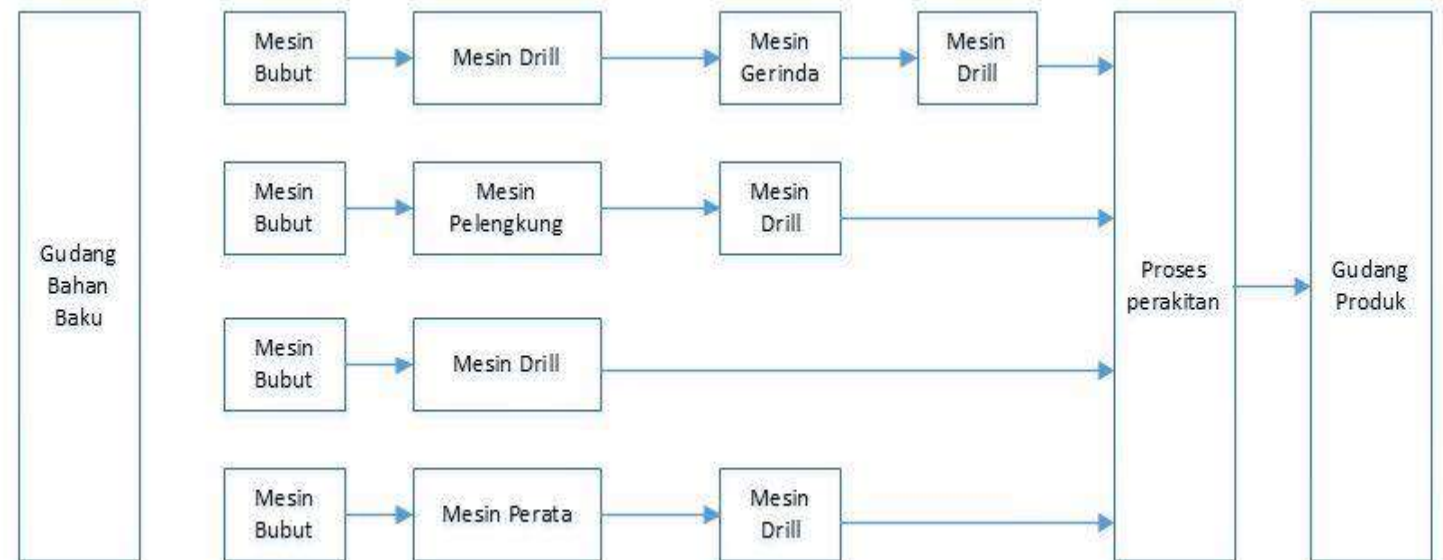 Gudang
Bahan
Baku
Mesin
Bubut
Mesin Drill
Mesin
Gerinda
Mesin
Drill
Mesin
Bubut
Mesin
Pelengkung
Mesin
Drill
Mesin
Bubut
Mesin Drill
Mesin
Bubut
Mesin Perata
Mesin
Drill
Proses
perakitan
Gudang
Produk